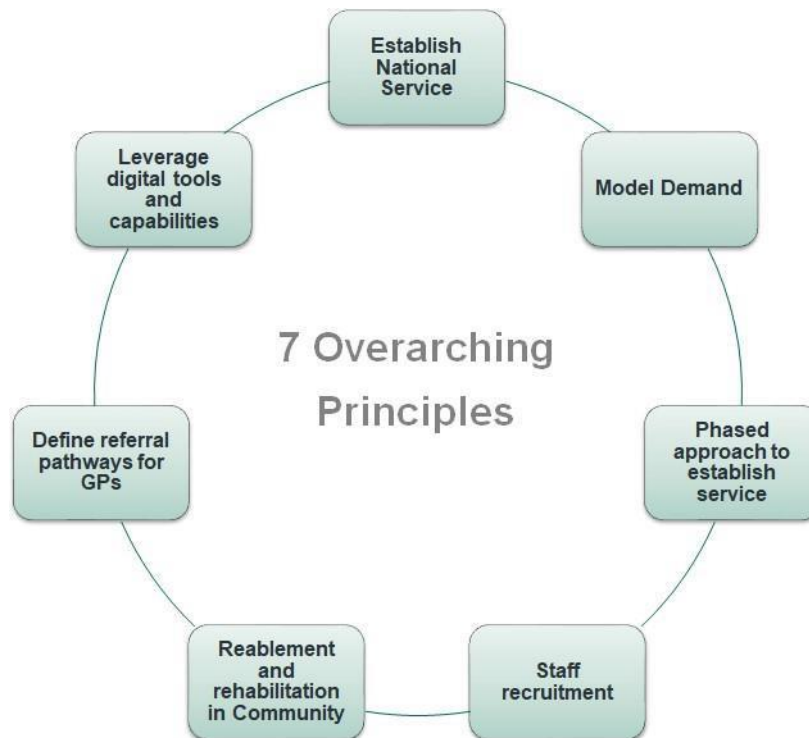 Establish
National
Service
Model Demand
Phased
approach to
establish
service
Staff
recruitment
Reablement
and
rehabilitation
in Community
Define referral
pathways for
GPs
Leverage
digital tools
and
capabilities
7 Overarching
Principles